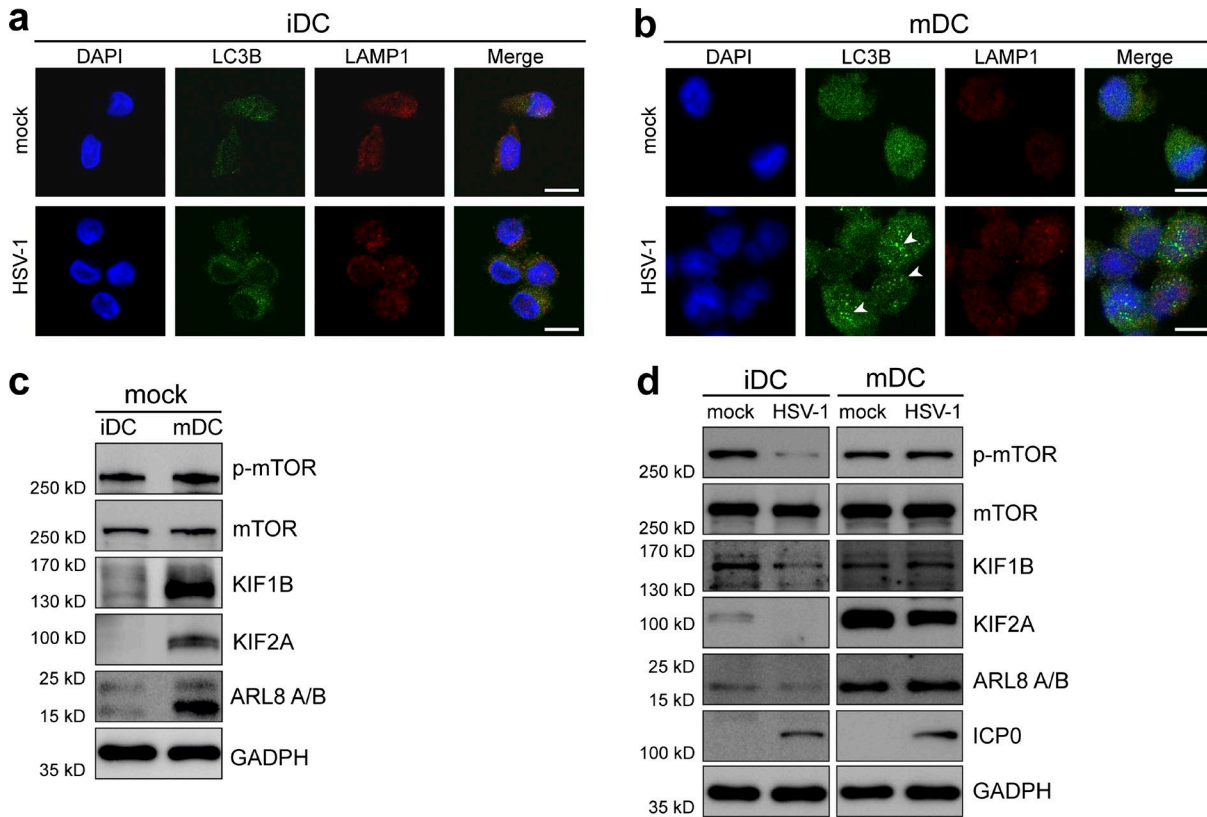 a
iDC
DAPI LC3B LAMP1 Merge
mock
HSV-1
b
mDC
DAPI LC3B LAMP1 Merge
mock
HSV-1
c
mock
iDC mDC
p-mTOR
250 kD
mTOR
250 kD
170 kD
KIF1B
130 kD
100 kD
KIF2A
25 kD
ARL8 A/B
15 kD
GADPH
35 kD
d
iDC mDC
mock HSV-1 mock HSV-1
p-mTOR
250 kD
mTOR
250 kD
170 kD
KIF1B
130 kD
KIF2A
100 kD
25 kD
ARL8 A/B
15 kD
ICP0
100 kD
GADPH
35 kD